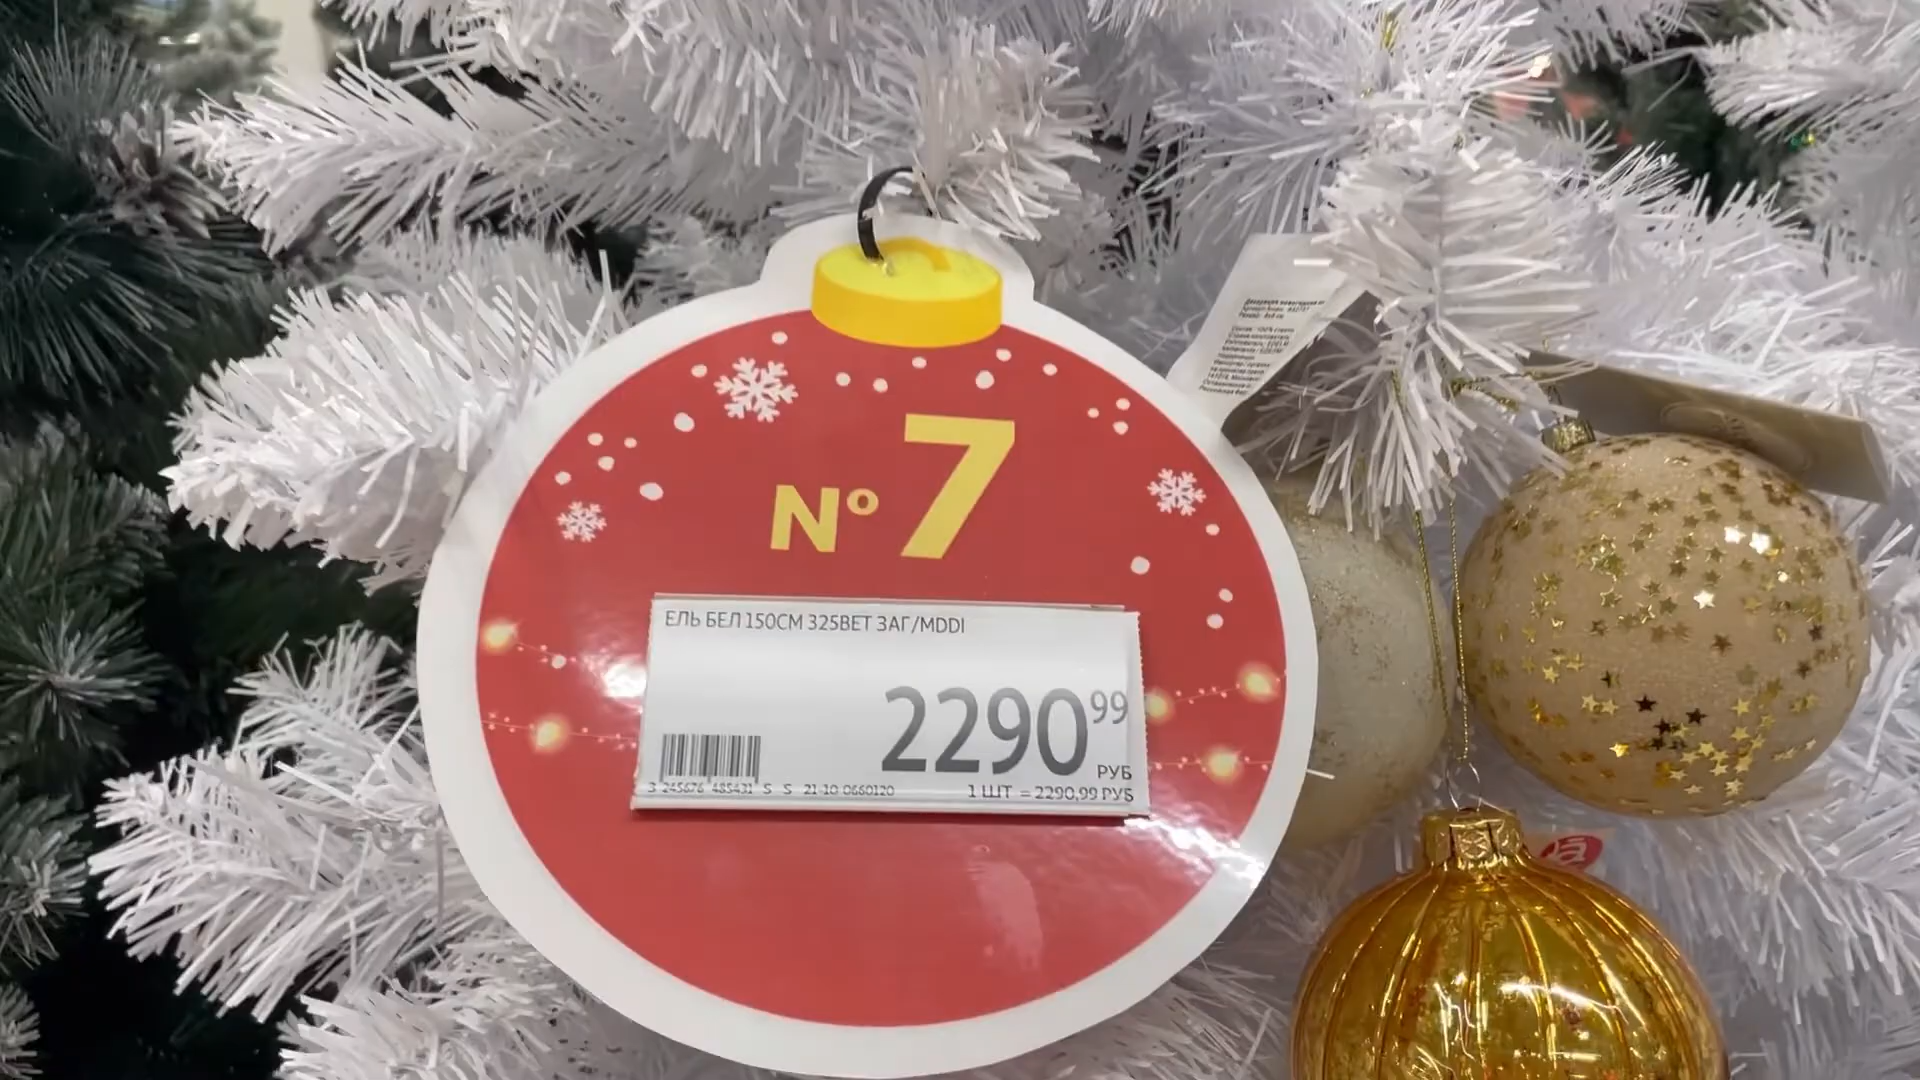 № 7
ЕЛЬ БЕЛ 150СМ 325ВЕТ ЗАГ/MDDI
2290 99
РУБ
3 245676 485431 S S 21-10 0660120
1 ШТ = 2290,99 РУБ